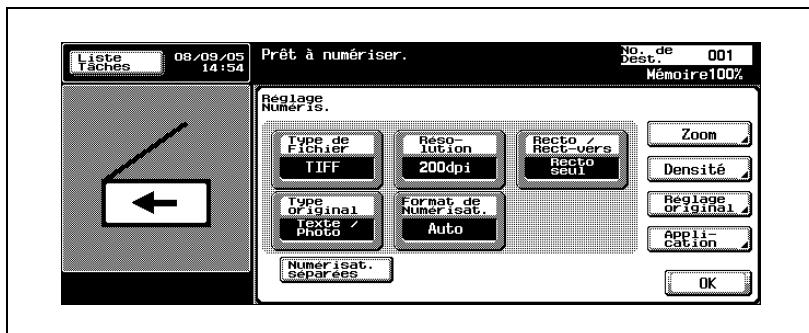 Liste
Tâches
08/09/05
14:54
Prêt à numériser.
No. de
Dest.
001
Mémoire100%
Réglage
Numéris.
Type de
Fichier
TIFF
Réso-
lution
200dpi
Recto /
Rect-vers
Recto
seul
Type
original
Texte /
Photo
Format de
Numérisat.
Auto
Numérisat.
séparées
Zoom
Densité
Réglage
original
Appli-
cation
OK